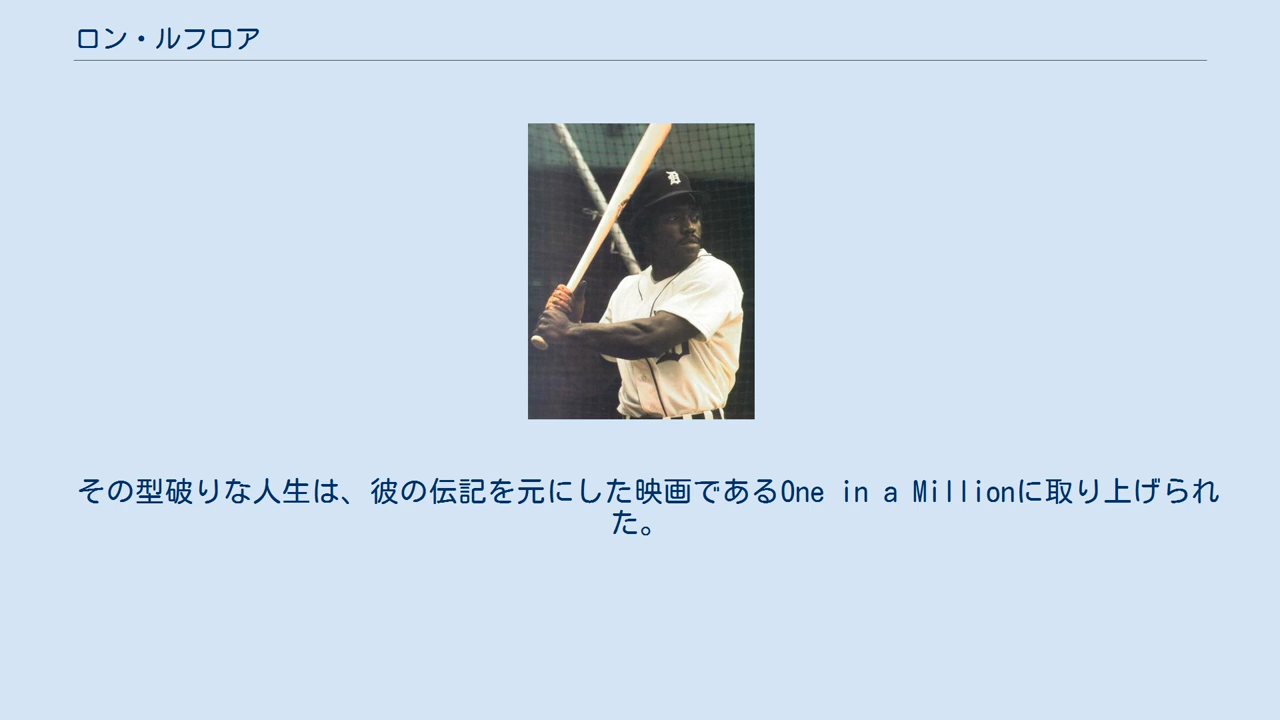 ロン・ルフロア
D
その型破りな人生は、彼の伝記を元にした映画であるOne in a Millionに取り上げられ
た。